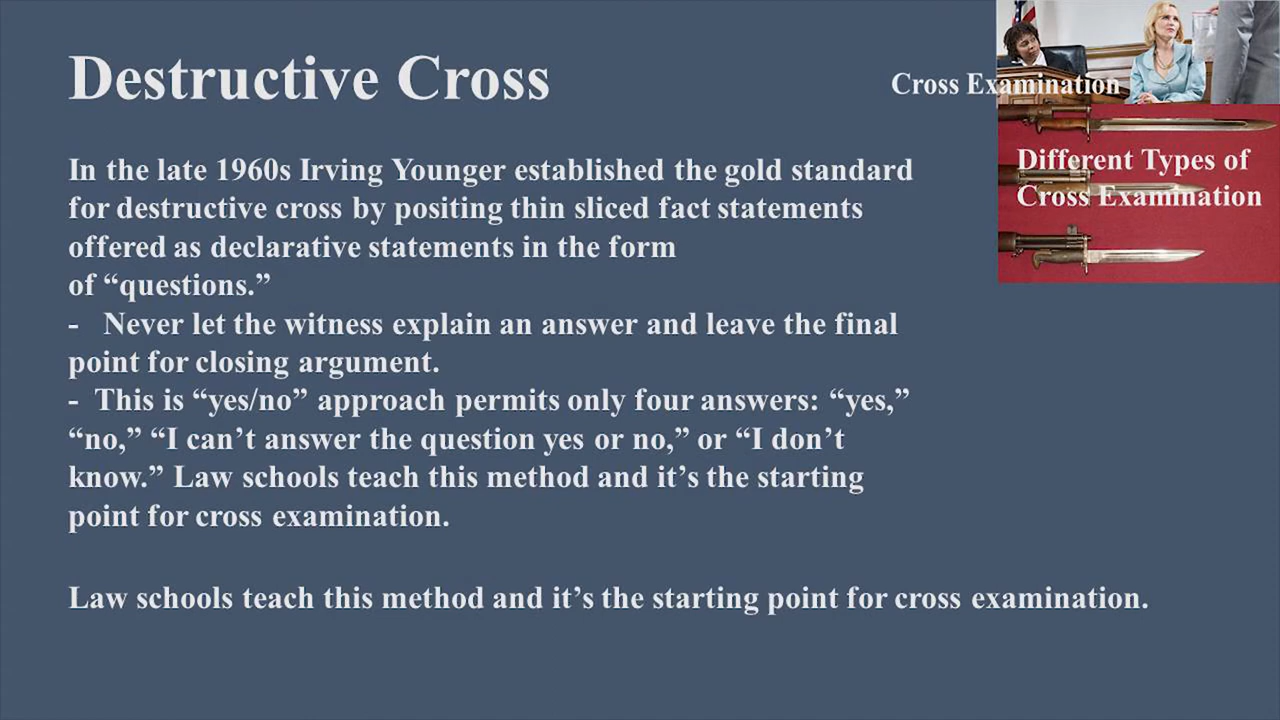 Destructive Cross
Cross Examination
Different Types of
Cross Examination
In the late 1960s Irving Younger established the gold standard
for destructive cross by positing thin sliced fact statements
offered as declarative statements in the form
of “questions.”
- Never let the witness explain an answer and leave the final
point for closing argument.
- This is “yes/no” approach permits only four answers: “yes,”
“no,” “I can’t answer the question yes or no,” or “I don’t
know.” Law schools teach this method and it’s the starting
point for cross examination.
Law schools teach this method and it’s the starting point for cross examination.